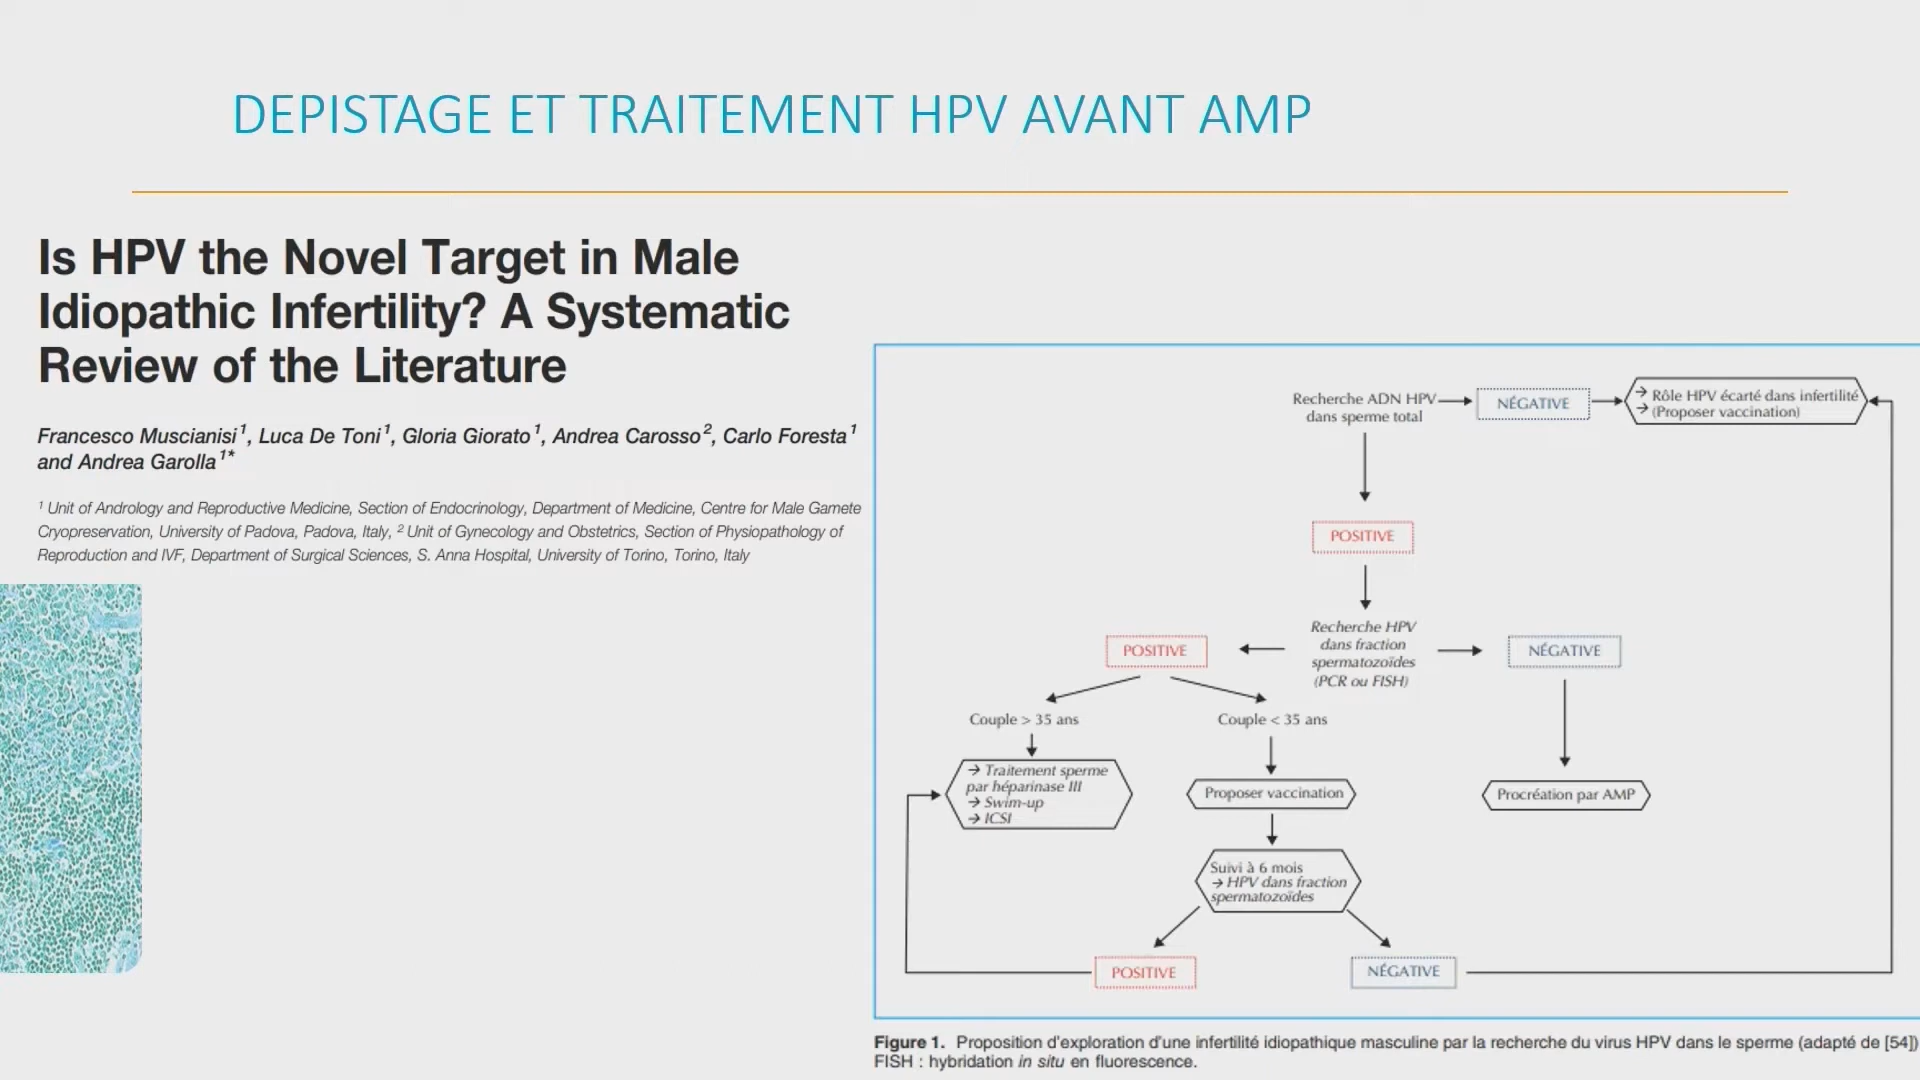 DEPISTAGE ET TRAITEMENT HPV AVANT AMP
Is HPV the Novel Target in Male
Idiopathic Infertility? A Systematic
Review of the Literature
Francesco Muscianisi¹, Luca De Toni¹, Gloria Giorato¹, Andrea Carosso², Carlo Foresta¹
and Andrea Garolla¹*
¹ Unit of Andrology and Reproductive Medicine, Section of Endocrinology, Department of Medicine, Centre for Male Gamete
Cryopreservation, University of Padova, Padova, Italy, ² Unit of Gynecology and Obstetrics, Section of Physiopathology of
Reproduction and IVF, Department of Surgical Sciences, S. Anna Hospital, University of Torino, Torino, Italy
Recherche ADN HPV
dans sperme total
NÉGATIVE
→ Rôle HPV écarté dans infertilité
→ (Proposer vaccination)
POSITIVE
Recherche HPV
dans fraction
spermatozoïdes
(PCR ou FISH)
POSITIVE
NÉGATIVE
Couple > 35 ans
Couple < 35 ans
→ Traitement sperme
par héparinase III
→ Swim-up
→ ICSI
Proposer vaccination
Procréation par AMP
Suivi à 6 mois
→ HPV dans fraction
spermatozoïdes
POSITIVE
NÉGATIVE
Figure 1. Proposition d'exploration d'une infertilité idiopathique masculine par la recherche du virus HPV dans le sperme (adapté de [54])
FISH : hybridation in situ en fluorescence.